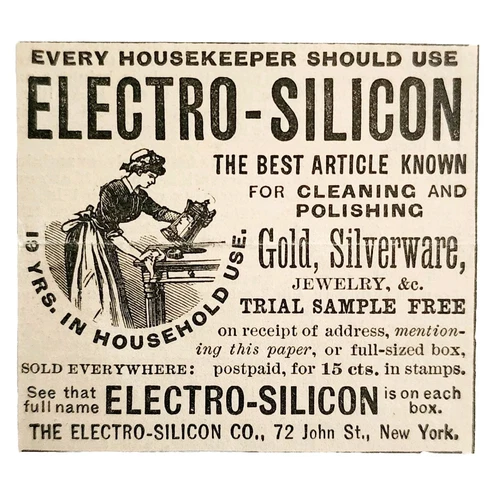 EVERY HOUSEKEEPER SHOULD USE
ELECTRO-SILICON
THE BEST ARTICLE KNOWN
FOR CLEANING AND
POLISHING
Gold, Silverware,
JEWELRY, &c.
TRIAL SAMPLE FREE
19 YRS. IN HOUSEHOLD USE.
on receipt of address, mention-
ing this paper, or full-sized box,
SOLD EVERYWHERE: postpaid, for 15 cts. in stamps.
See that full name ELECTRO-SILICON is on each box.
THE ELECTRO-SILICON CO., 72 John St., New York.